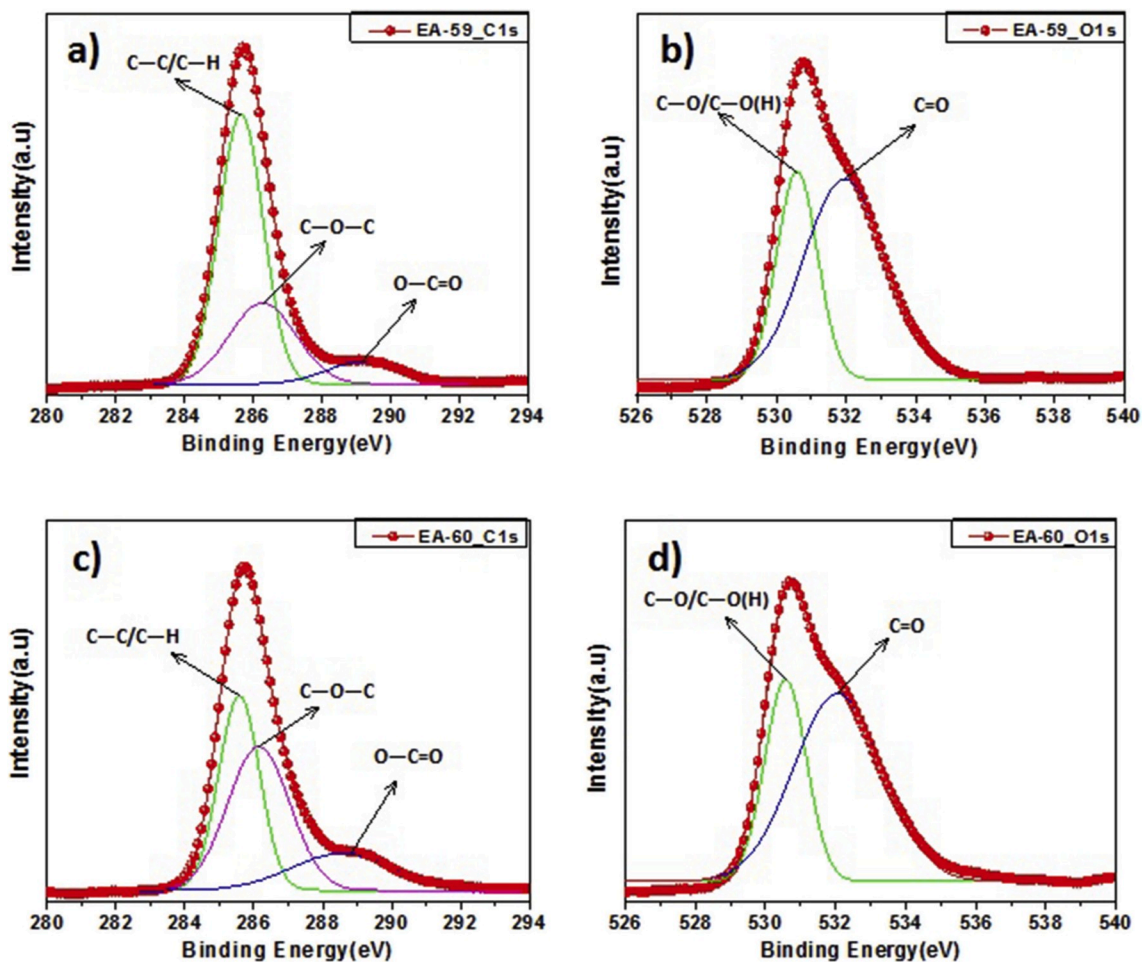 a)
EA-59_C1s
C—C/C—H
C—O—C
O—C=O
Intensity(a.u)
280 282 284 286 288 290 292 294
Binding Energy(eV)
b)
EA-59_O1s
C—O/C—O(H)
C=O
Intensity(a.u)
526 528 530 532 534 536 538 540
Binding Energy(eV)
c)
EA-60_C1s
C—C/C—H
C—O—C
O—C=O
Intensity(a.u)
280 282 284 286 288 290 292 294
Binding Energy(eV)
d)
EA-60_O1s
C—O/C—O(H)
C=O
Intensity(a.u)
526 528 530 532 534 536 538 540
Binding Energy(eV)